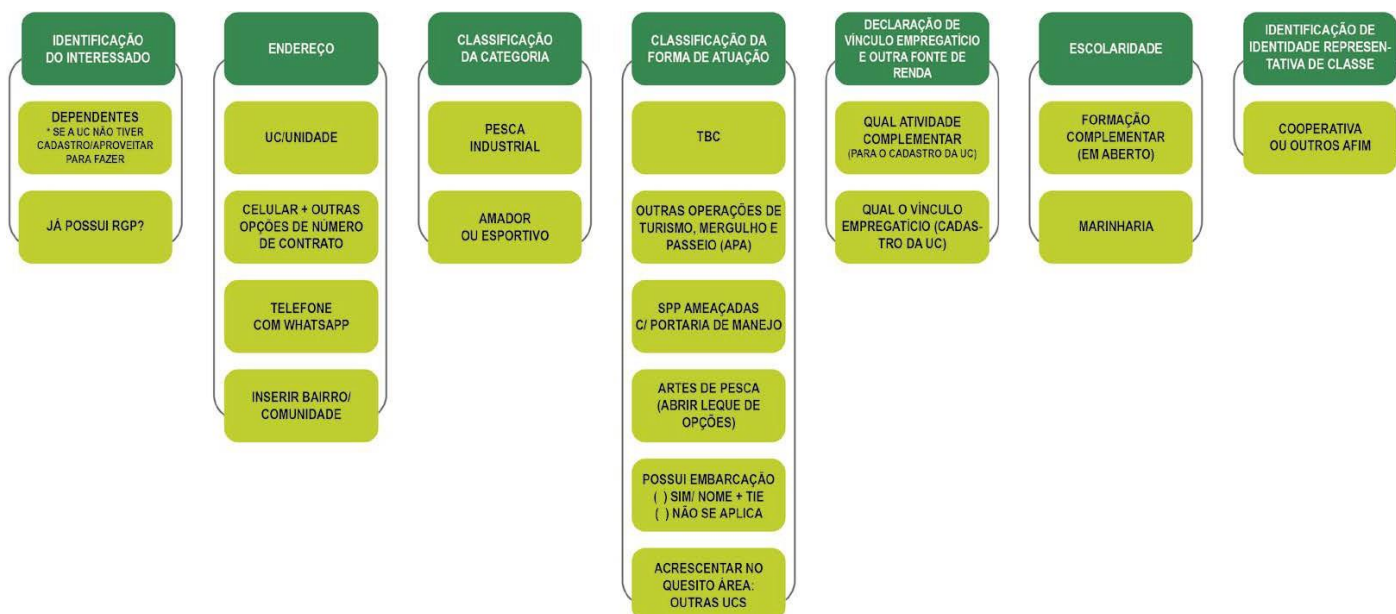 IDENTIFICAÇÃO
DO INTERESSADO
DEPENDENTES
* SE A UC NÃO TIVER
CADASTRO/APROVEITAR
PARA FAZER
JÁ POSSUI RGP?
ENDEREÇO
UC/UNIDADE
CELULAR + OUTRAS
OPÇÕES DE NÚMERO
DE CONTRATO
TELEFONE
COM WHATSAPP
INSERIR BAIRRO/
COMUNIDADE
CLASSIFICAÇÃO
DA CATEGORIA
PESCA
INDUSTRIAL
AMADOR
OU ESPORTIVO
CLASSIFICAÇÃO DA
FORMA DE ATUAÇÃO
TBC
OUTRAS OPERAÇÕES DE
TURISMO, MERGULHO E
PASSEIO (APA)
SPP AMEAÇADAS
C/ PORTARIA DE MANEJO
ARTES DE PESCA
(ABRIR LEQUE DE
OPÇÕES)
POSSUI EMBARCAÇÃO
( ) SIM/ NOME + TIE
( ) NÃO SE APLICA
ACRESCENTAR NO
QUESITO ÁREA:
OUTRAS UCS
DECLARAÇÃO DE
VÍNCULO EMPREGATÍCIO
E OUTRA FONTE DE
RENDA
QUAL ATIVIDADE
COMPLEMENTAR
(PARA O CADASTRO DA UC)
QUAL O VÍNCULO
EMPREGATÍCIO (CADAS-
TRO DA UC)
ESCOLARIDADE
FORMAÇÃO
COMPLEMENTAR
(EM ABERTO)
MARINHARIA
IDENTIFICAÇÃO DE
IDENTIDADE REPRESEN-
TATIVA DE CLASSE
COOPERATIVA
OU OUTROS AFIM